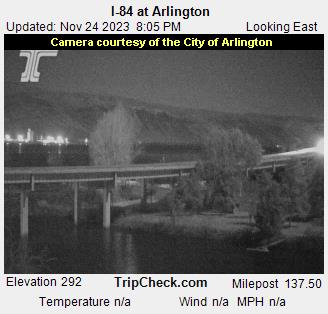 I-84 at Arlington
Updated: Nov 24 2023 8:05 PM Looking East
Camera courtesy of the City of Arlington
Elevation 292 TripCheck.com Milepost 137.50
Temperature n/a Wind n/a MPH n/a